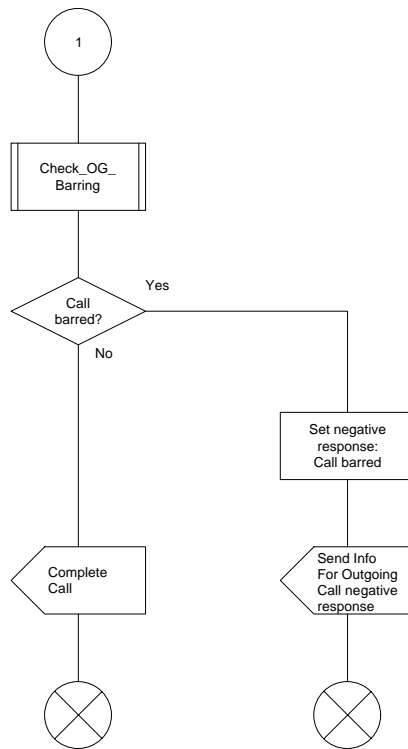 1
Check_OG_
Barring
Call
barred?
Yes
No
Set negative
response:
Call barred
Complete
Call
Send Info
For Outgoing
Call negative
response